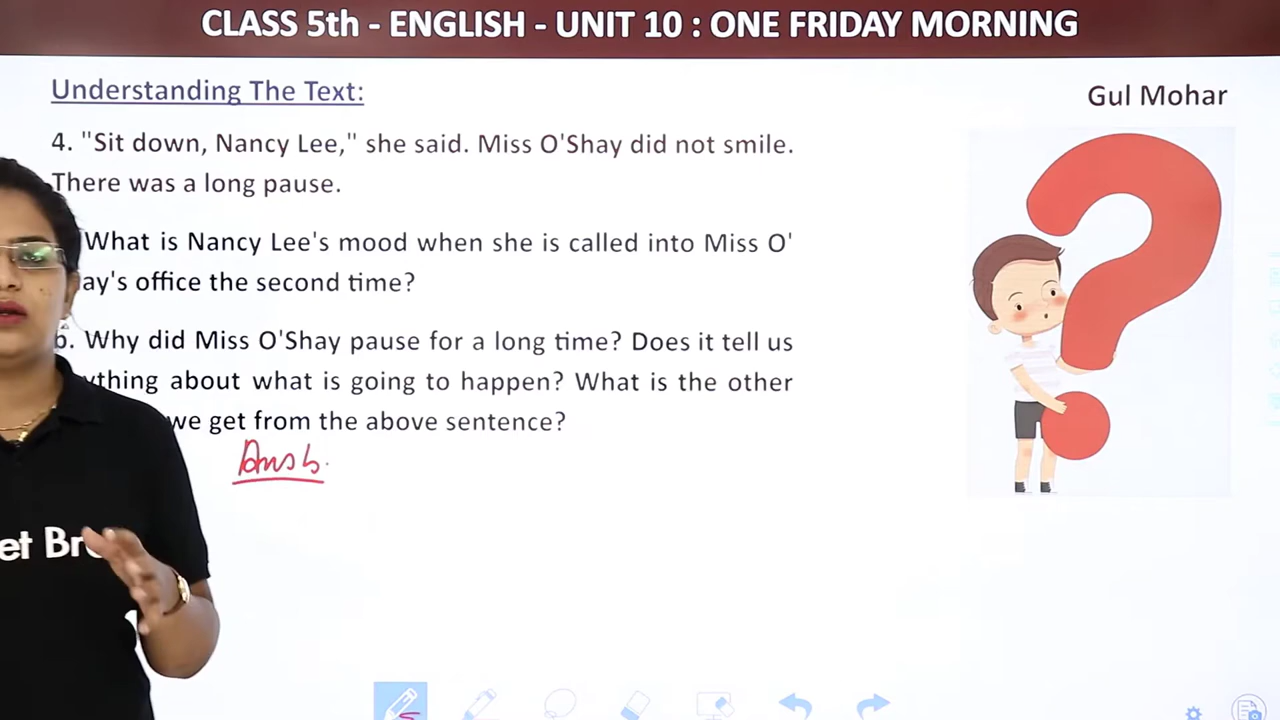 CLASS 5th - ENGLISH - UNIT 10 : ONE FRIDAY MORNING
Understanding The Text:
Gul Mohar
4. "Sit down, Nancy Lee," she said. Miss O'Shay did not smile.
There was a long pause.
What is Nancy Lee's mood when she is called into Miss O'
ay's office the second time?
b. Why did Miss O'Shay pause for a long time? Does it tell us
ything about what is going to happen? What is the other
we get from the above sentence?
Ans b.
et Br